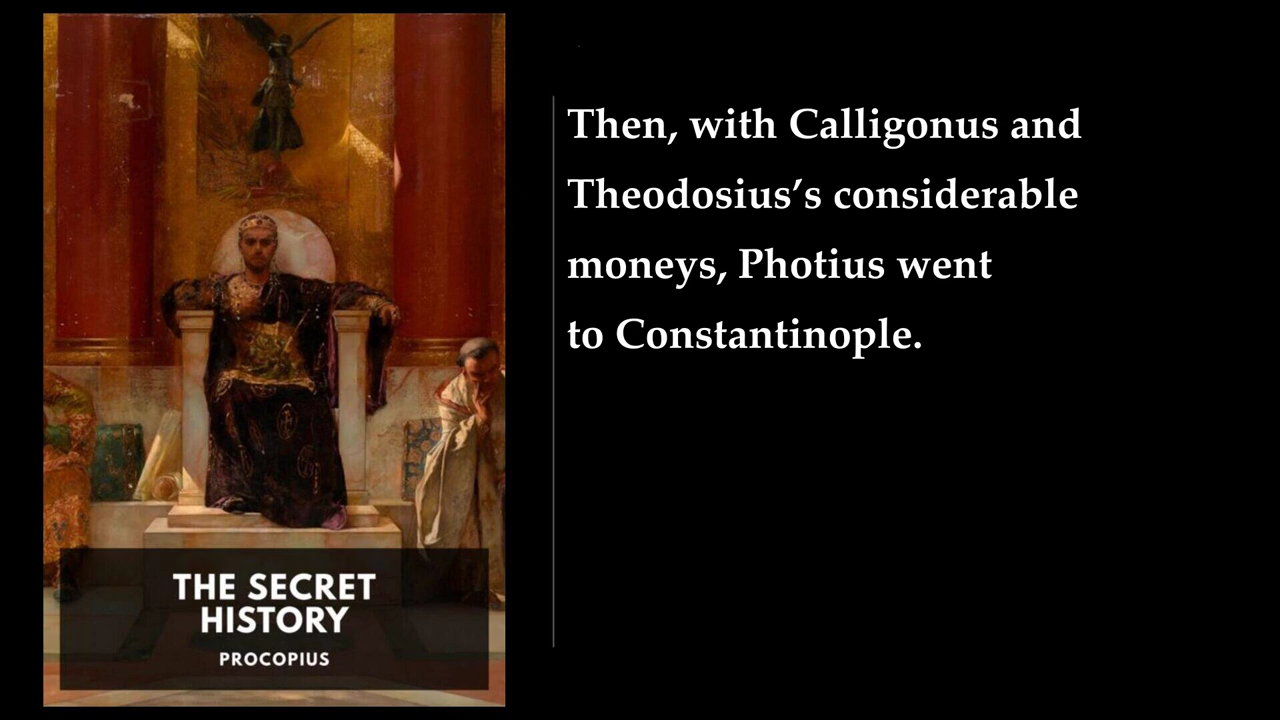 THE SECRET
HISTORY
PROCOPIUS
Then, with Calligonus and
Theodosius’s considerable
moneys, Photius went
to Constantinople.